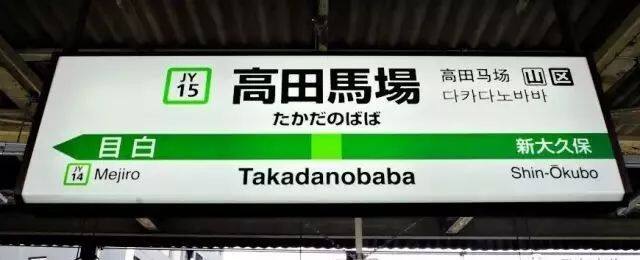 JY
15
高田馬場
高田马场
山 区
다카다노바바
たかだのばば
目白
新大久保
JY
14
Mejiro
Takadanobaba
Shin-Ōkubo